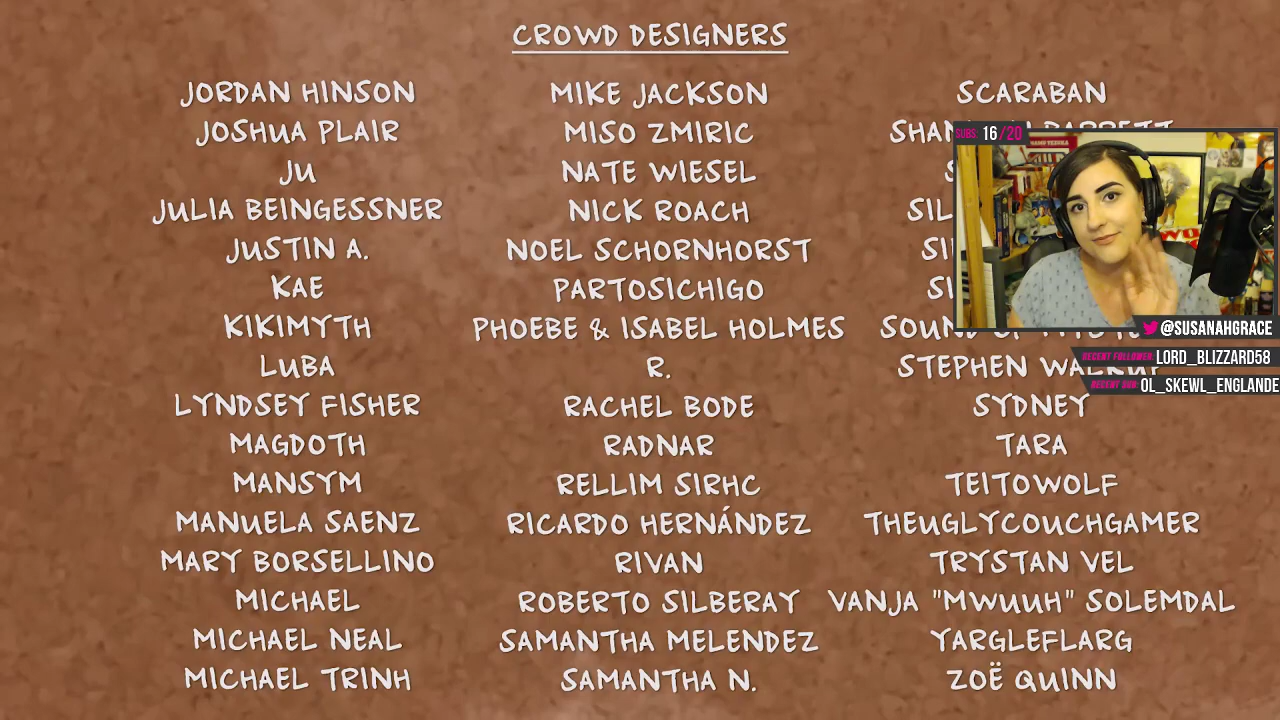 CROWD DESIGNERS
JORDAN HINSON
JOSHUA PLAIR
JU
JULIA BEINGESSNER
JUSTIN A.
KAE
KIKIMYTH
LUBA
LYNDSEY FISHER
MAGDOTH
MANSYM
MANUELA SAENZ
MARY BORSELLINO
MICHAEL
MICHAEL NEAL
MICHAEL TRINH
MIKE JACKSON
MISO ZMIRIC
NATE WIESEL
NICK ROACH
NOEL SCHORNHORST
PARTOSICHIGO
PHOEBE & ISABEL HOLMES
R.
RACHEL BODE
RADNAR
RELLIM SIRHC
RICARDO HERNÁNDEZ
RIVAN
ROBERTO SILBERAY
SAMANTHA MELENDEZ
SAMANTHA N.
SCARABAN
STEPHEN
SYDNEY
TARA
TEITOWOLF
THEUGLYCOUCHGAMER
TRYSTAN VEL
VANJA "MWUUH" SOLEMDAL
YARGLEFLARG
ZOË QUINN
SUBS: 16/20
@SUSANAHGRACE
RECENT FOLLOWER: LORD_BLIZZARD58
RECENT SUB: OL_SKEWL_ENGLANDE